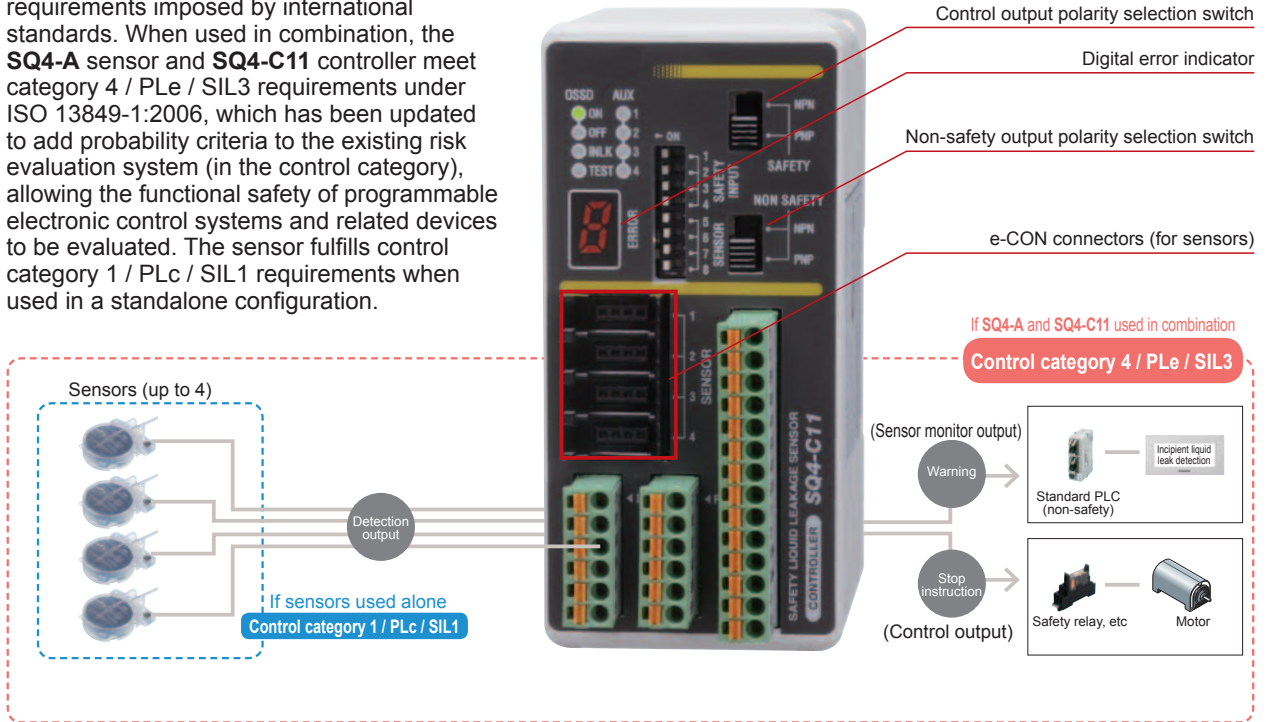 requirements imposed by international
standards. When used in combination, the
SQ4-A sensor and SQ4-C11 controller meet
category 4 / PLe / SIL3 requirements under
ISO 13849-1:2006, which has been updated
to add probability criteria to the existing risk
evaluation system (in the control category),
allowing the functional safety of programmable
electronic control systems and related devices
to be evaluated. The sensor fulfills control
category 1 / PLc / SIL1 requirements when
used in a standalone configuration.
Control output polarity selection switch
Digital error indicator
Non-safety output polarity selection switch
e-CON connectors (for sensors)
OSSD AUX
ON 1
OFF 2
INLK 3
TEST 4
ERROR
8
ON
1
2
3
4
5
6
7
8
SAFETY
INPUT
SENSOR
NPN
PNP
SAFETY
NON SAFETY
NPN
PNP
1
2
3
4
SENSOR
SAFETY LIQUID LEAKAGE SENSOR
CONTROLLER SQ4-C11
If SQ4-A and SQ4-C11 used in combination
Control category 4 / PLe / SIL3
Sensors (up to 4)
Detection
output
If sensors used alone
Control category 1 / PLc / SIL1
(Sensor monitor output)
Warning
Standard PLC
(non-safety)
Incipient liquid
leak detection
Stop
instruction
(Control output)
Safety relay, etc
Motor